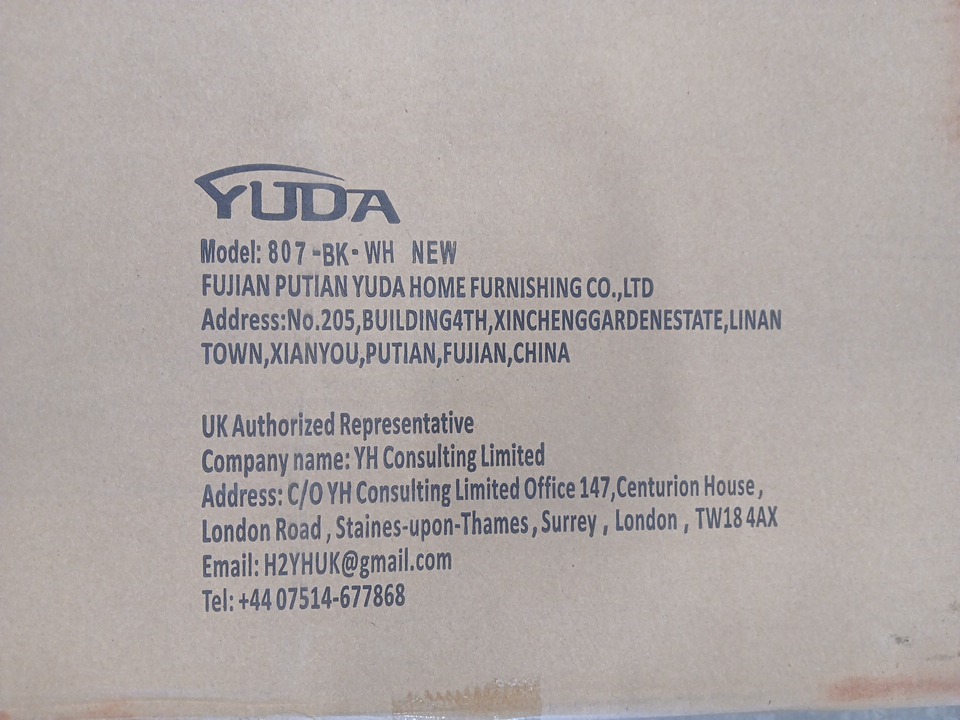 YUDA
Model: 807-BK-WH NEW
FUJIAN PUTIAN YUDA HOME FURNISHING CO.,LTD
Address:No.205,BUILDING4TH,XINCHENGGARDENESTATE,LINAN
TOWN,XIANYOU,PUTIAN,FUJIAN,CHINA
UK Authorized Representative
Company name: YH Consulting Limited
Address: C/O YH Consulting Limited Office 147,Centurion House,
London Road , Staines-upon-Thames , Surrey , London , TW18 4AX
Email: H2YHUK@gmail.com
Tel: +44 07514-677868